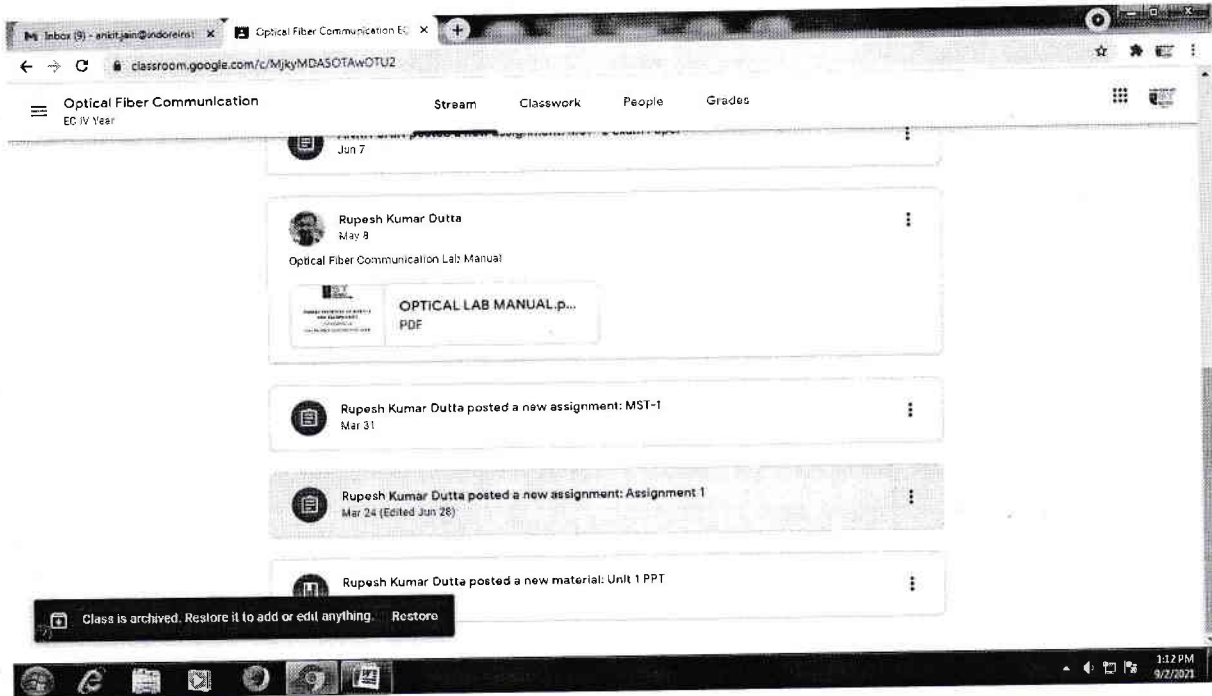 Inbox (9) - ankit.jain@indoreins
Optical Fiber Communication EC
classroom.google.com/c/MjkyMDA5OTAwOTU2
Optical Fiber Communication
EC IV Year
Stream Classwork People Grades
Jun 7
Rupesh Kumar Dutta
May 8
Optical Fiber Communication Lab Manual
OPTICAL LAB MANUAL.p...
PDF
Rupesh Kumar Dutta posted a new assignment: MST-1
Mar 31
Rupesh Kumar Dutta posted a new assignment: Assignment 1
Mar 24 (Edited Jun 28)
Rupesh Kumar Dutta posted a new material: Unit 1 PPT
Class is archived. Restore it to add or edit anything. Restore
1:12 PM
9/2/2021